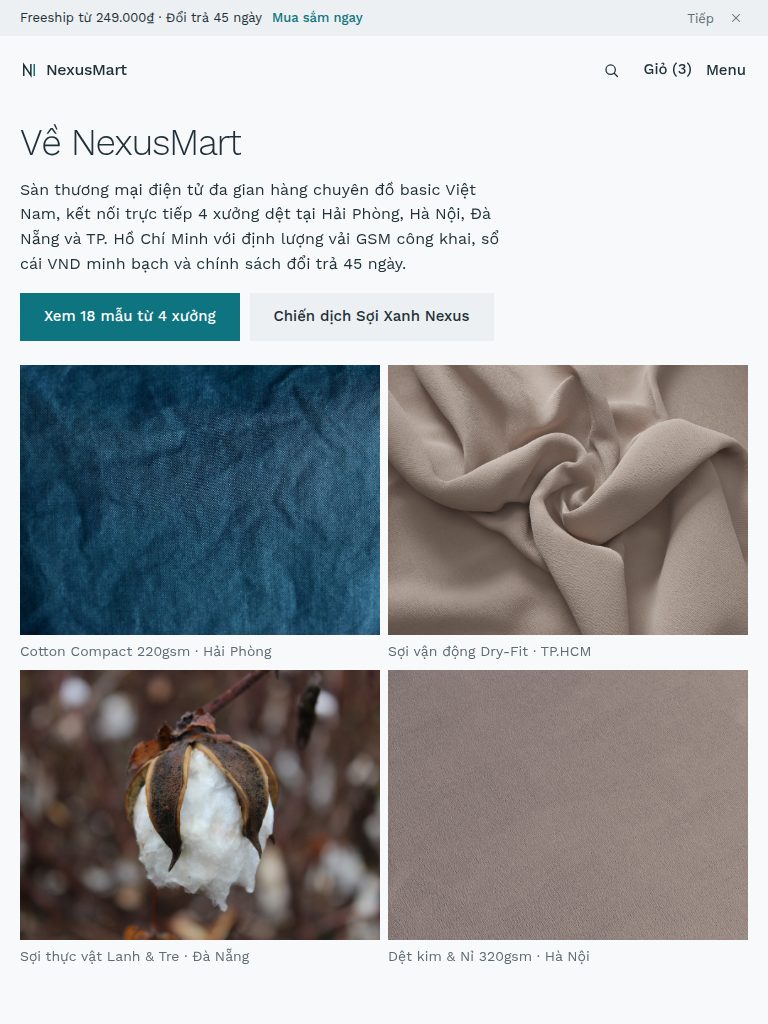 Freeship từ 249.000₫ · Đổi trả 45 ngày Mua sắm ngay Tiếp ×
NexusMart Giỏ (3) Menu
Về NexusMart
Sàn thương mại điện tử đa gian hàng chuyên đồ basic Việt
Nam, kết nối trực tiếp 4 xưởng dệt tại Hải Phòng, Hà Nội, Đà
Nẵng và TP. Hồ Chí Minh với định lượng vải GSM công khai, sổ
cái VND minh bạch và chính sách đổi trả 45 ngày.
Xem 18 mẫu từ 4 xưởng Chiến dịch Sợi Xanh Nexus
Cotton Compact 220gsm · Hải Phòng Sợi vận động Dry-Fit · TP.HCM
Sợi thực vật Lanh & Tre · Đà Nẵng Dệt kim & Nỉ 320gsm · Hà Nội